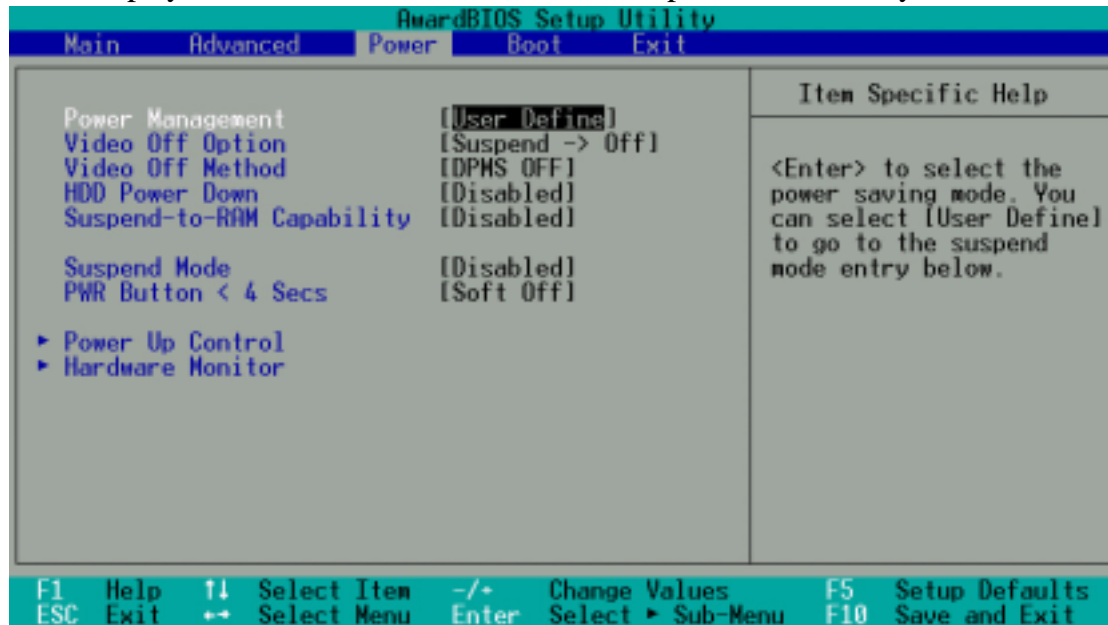 AwardBIOS Setup Utility
Main Advanced Power Boot Exit
Item Specific Help
Power Management [User Define]
Video Off Option [Suspend -> Off]
Video Off Method [DPMS OFF]
HDD Power Down [Disabled]
Suspend-to-RAM Capability [Disabled]
Suspend Mode [Disabled]
PWR Button < 4 Secs [Soft Off]
► Power Up Control
► Hardware Monitor
<Enter> to select the
power saving mode. You
can select [User Define]
to go to the suspend
mode entry below.
F1 Help ↑↓ Select Item -/+ Change Values F5 Setup Defaults
ESC Exit ←→ Select Menu Enter Select ► Sub-Menu F10 Save and Exit